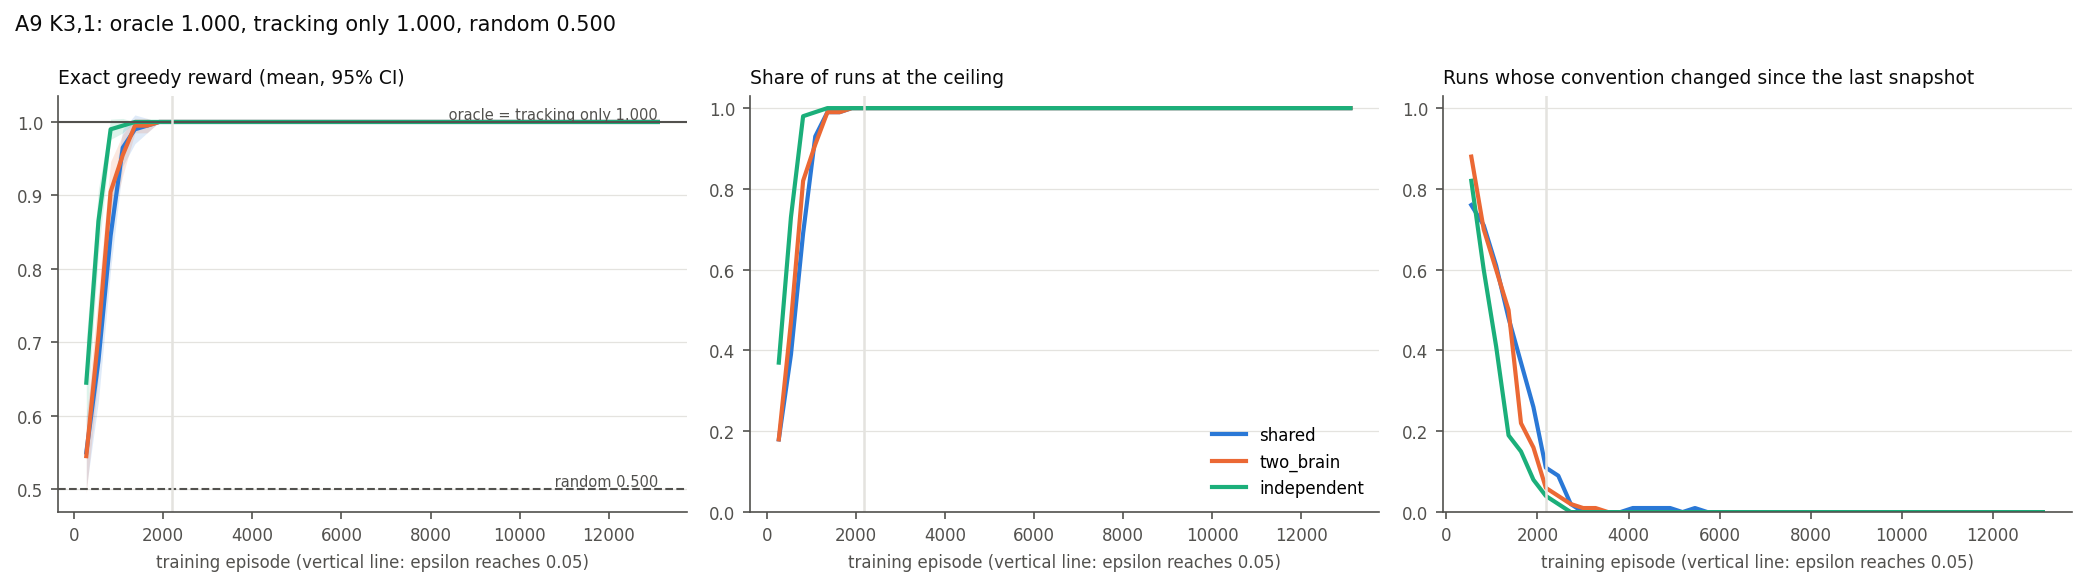 A9 K3,1: oracle 1.000, tracking only 1.000, random 0.500
Exact greedy reward (mean, 95% CI)
1.0
0.9
0.8
0.7
0.6
0.5
oracle = tracking only 1.000
random 0.500
0 2000 4000 6000 8000 10000 12000
training episode (vertical line: epsilon reaches 0.05)
Share of runs at the ceiling
1.0
0.8
0.6
0.4
0.2
0.0
shared
two_brain
independent
0 2000 4000 6000 8000 10000 12000
training episode (vertical line: epsilon reaches 0.05)
Runs whose convention changed since the last snapshot
1.0
0.8
0.6
0.4
0.2
0.0
0 2000 4000 6000 8000 10000 12000
training episode (vertical line: epsilon reaches 0.05)